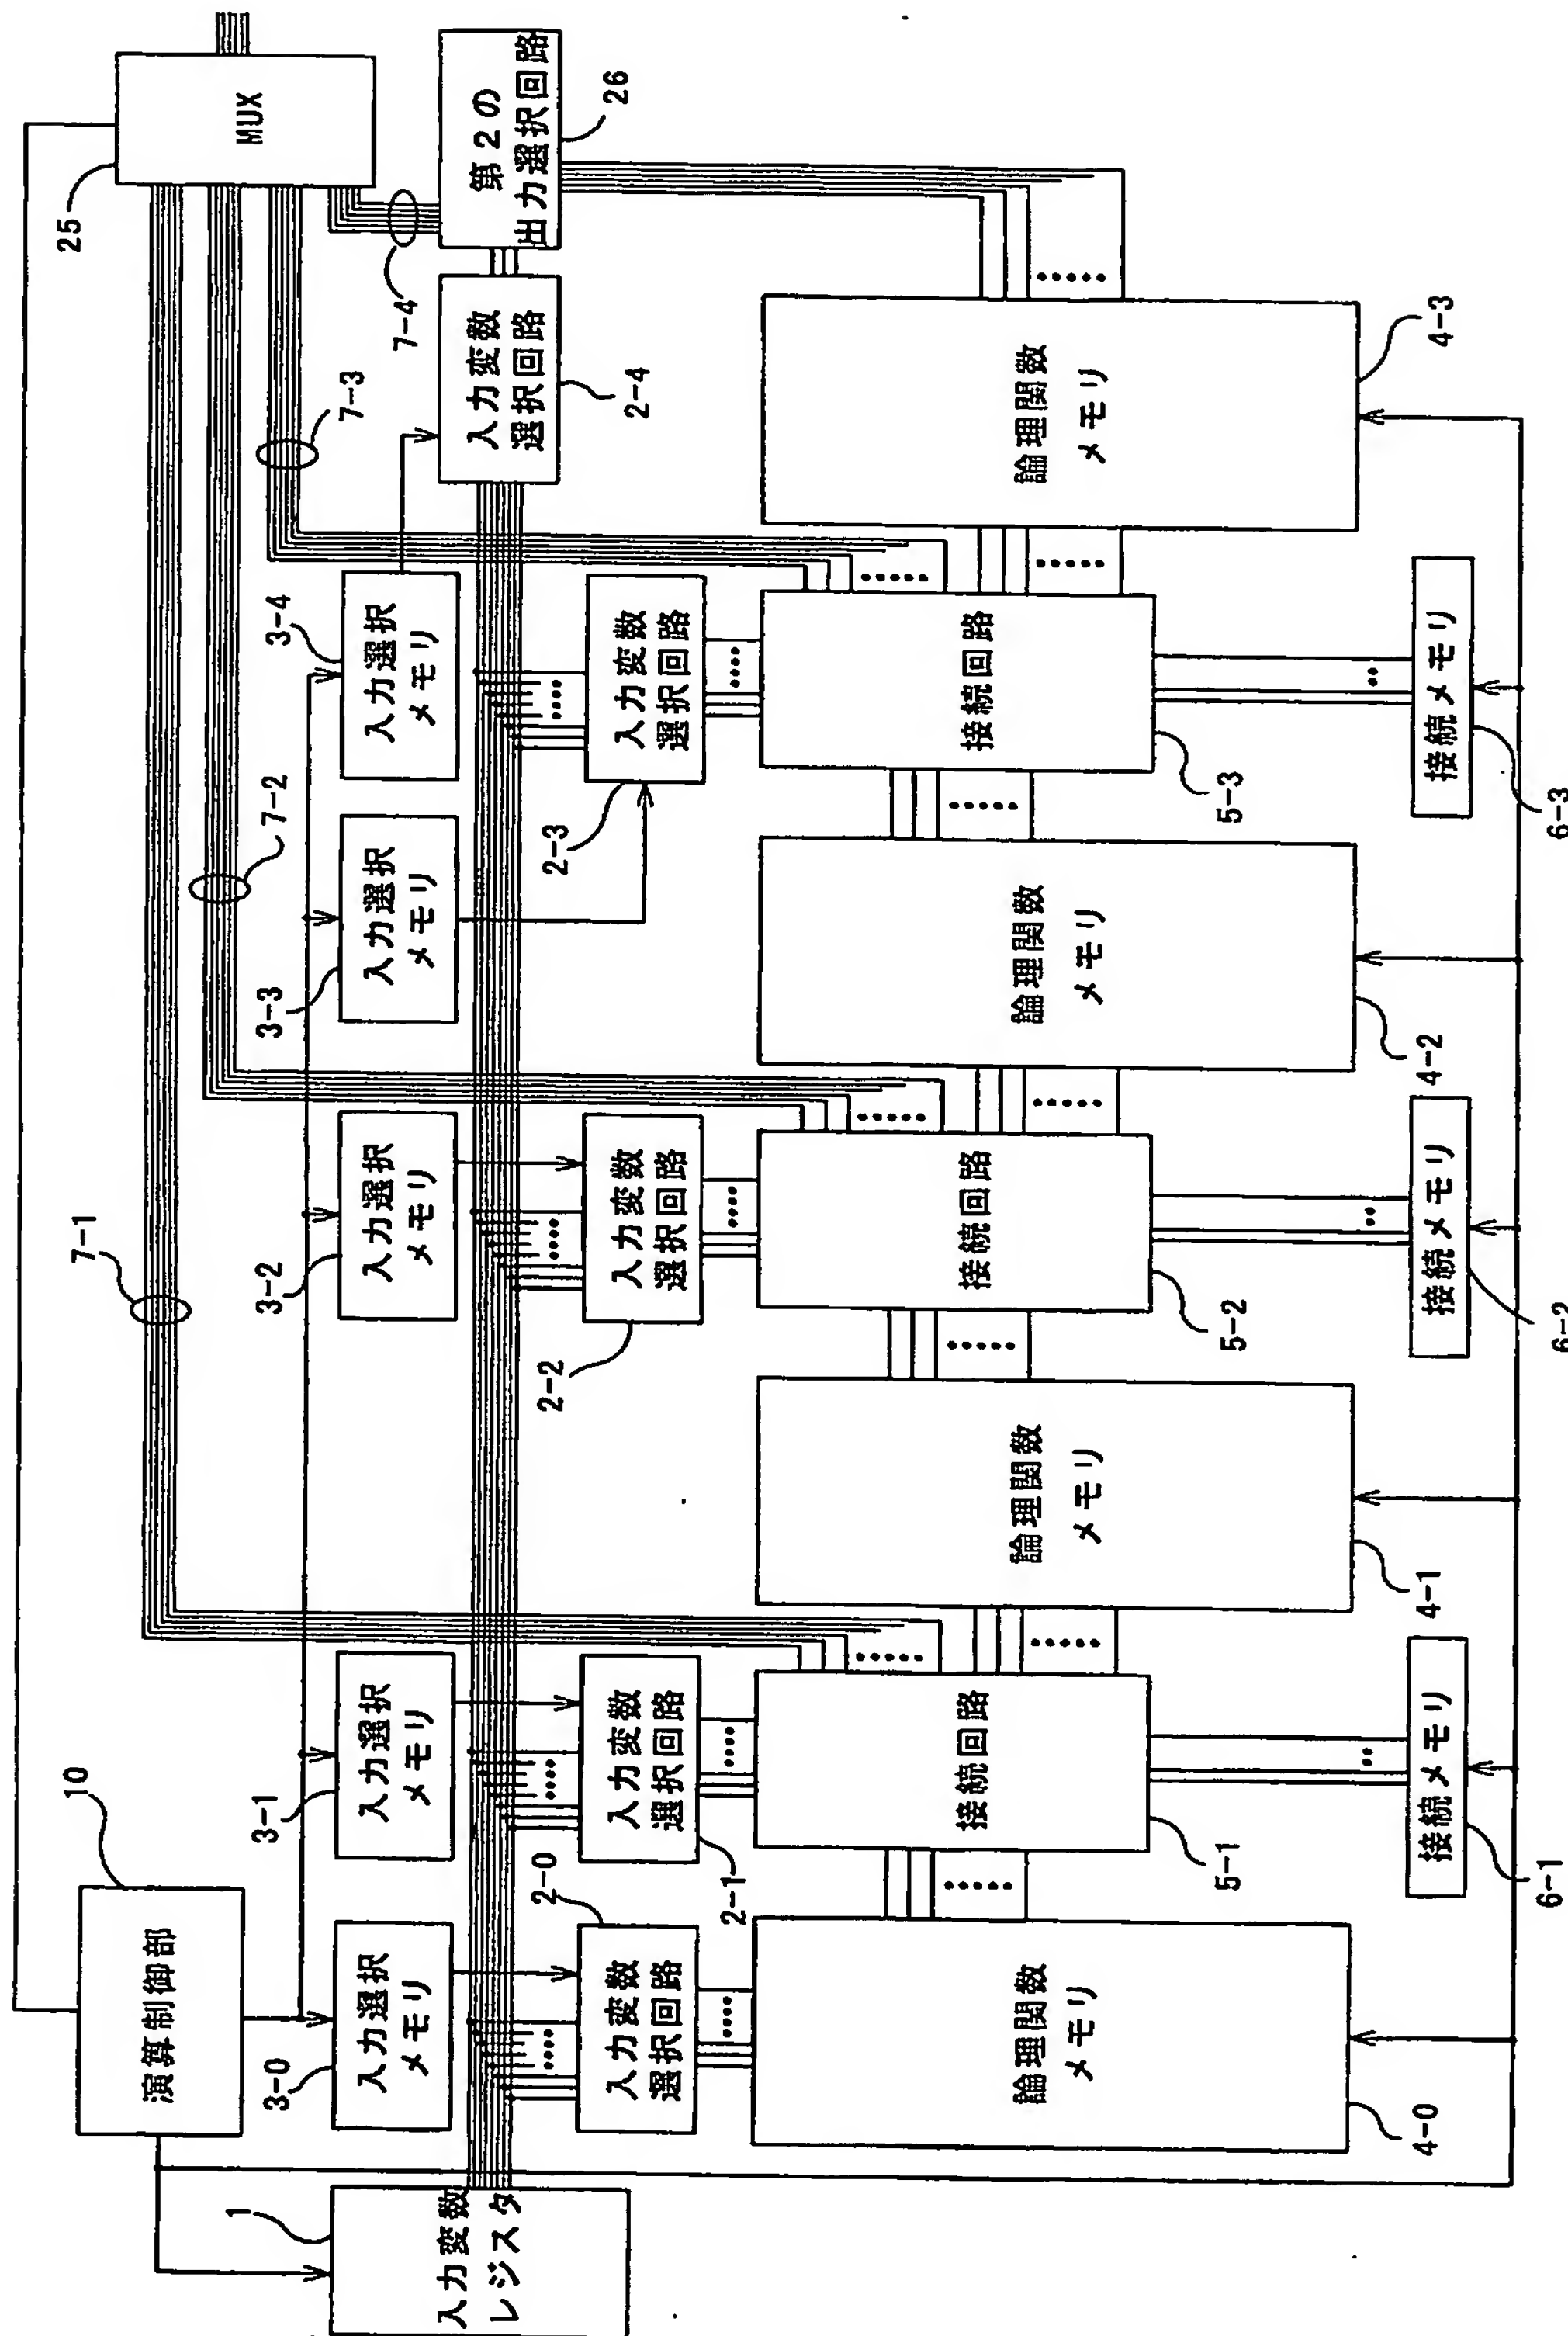 10
演算制御部
25
MUX
7-1
7-2
7-3
7-4
第2の
出力選択回路
26
1
入力変数
レジスタ
3-0
入力選択
メモリ
3-1
入力選択
メモリ
3-2
入力選択
メモリ
3-3
入力選択
メモリ
3-4
入力選択
メモリ
2-0
入力変数
選択回路
2-1
入力変数
選択回路
2-2
入力変数
選択回路
2-3
入力変数
選択回路
2-4
入力変数
選択回路
論理関数
メモリ
4-0
接続回路
5-1
論理関数
メモリ
4-1
接続回路
5-2
論理関数
メモリ
4-2
接続回路
5-3
論理関数
メモリ
4-3
接続メモリ
6-1
接続メモリ
6-2
接続メモリ
6-3